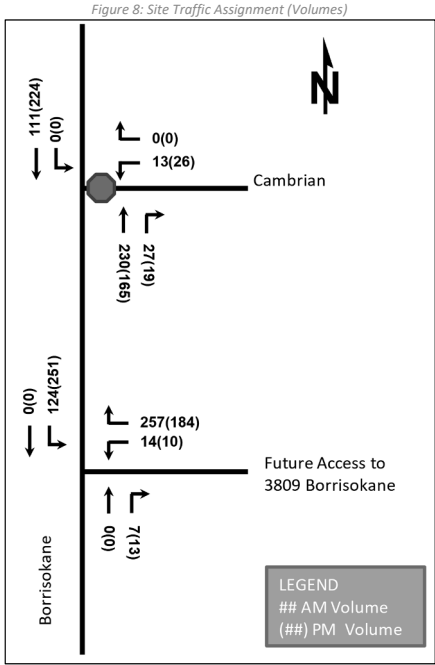 Figure 8: Site Traffic Assignment (Volumes)
N
111(224)
0(0)
0(0)
13(26)
Cambrian
230(165)
27(19)
0(0)
124(251)
257(184)
14(10)
Future Access to
3809 Borrisokane
0(0)
7(13)
Borrisokane
LEGEND
## AM Volume
(##) PM Volume